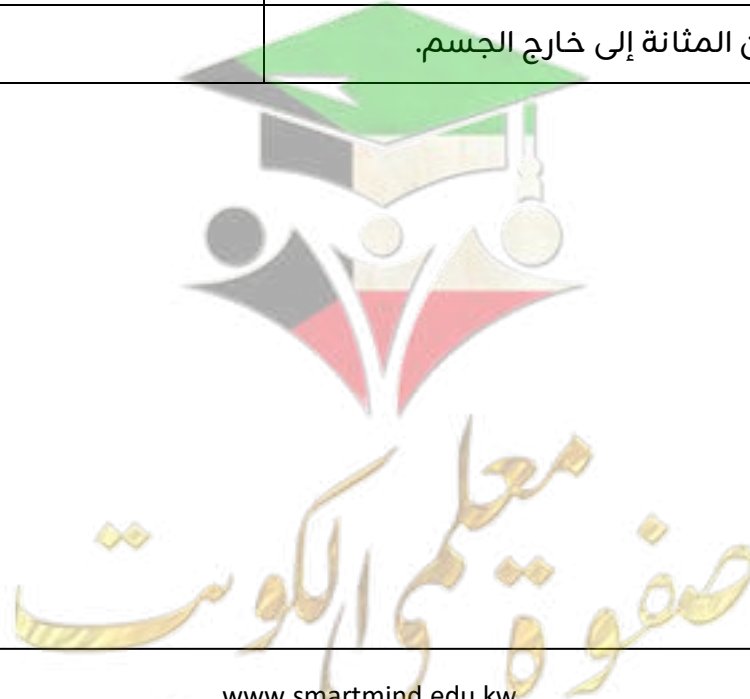 المثانة إلى خارج الجسم.
صفوة معلمي الكويت
www.smartmind.edu.kw